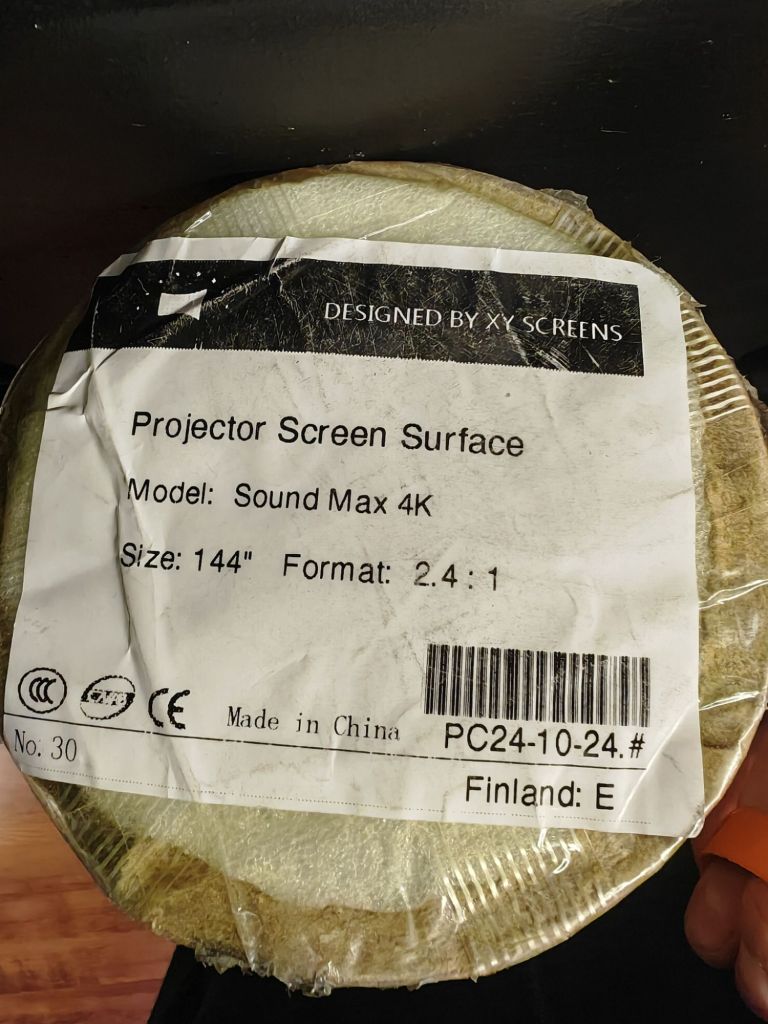 DESIGNED BY XY SCREENS
Projector Screen Surface
Model: Sound Max 4K
Size: 144" Format: 2.4 : 1
CCC CE Made in China
PC24-10-24.#
No: 30
Finland: E